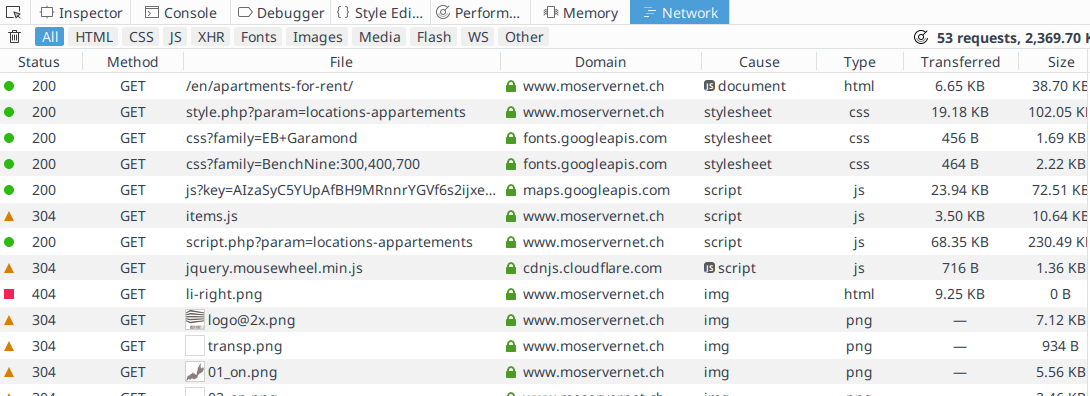 Inspector Console Debugger { } Style Edi... Perform... Memory Network
All HTML CSS JS XHR Fonts Images Media Flash WS Other 53 requests, 2,369.70 K
Status Method File Domain Cause Type Transferred Size
200 GET /en/apartments-for-rent/ www.moservernet.ch JS document html 6.65 KB 38.70 KB
200 GET style.php?param=locations-appartements www.moservernet.ch stylesheet css 19.18 KB 102.05 KB
200 GET css?family=EB+Garamond fonts.googleapis.com stylesheet css 456 B 1.69 KB
200 GET css?family=BenchNine:300,400,700 fonts.googleapis.com stylesheet css 464 B 2.22 KB
200 GET js?key=AIzaSyC5YUpAfBH9MRnnrYGVf6s2ijxe... maps.googleapis.com script js 23.94 KB 72.51 KB
304 GET items.js www.moservernet.ch script js 3.50 KB 10.64 KB
200 GET script.php?param=locations-appartements www.moservernet.ch script js 68.35 KB 230.49 KB
304 GET jquery.mousewheel.min.js cdnjs.cloudflare.com JS script js 716 B 1.36 KB
404 GET li-right.png www.moservernet.ch img html 9.25 KB 0 B
304 GET logo@2x.png www.moservernet.ch img png — 7.12 KB
304 GET transp.png www.moservernet.ch img png — 934 B
304 GET 01_on.png www.moservernet.ch img png — 5.56 KB